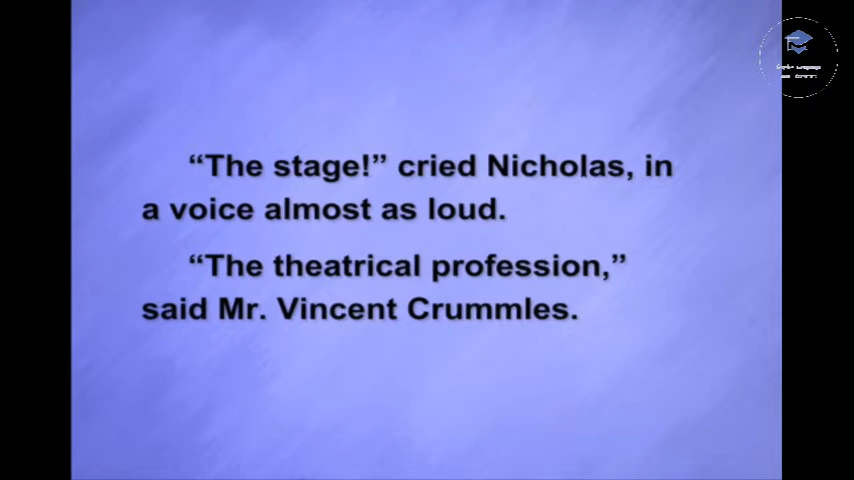 “The stage!” cried Nicholas, in
a voice almost as loud.
“The theatrical profession,”
said Mr. Vincent Crummles.